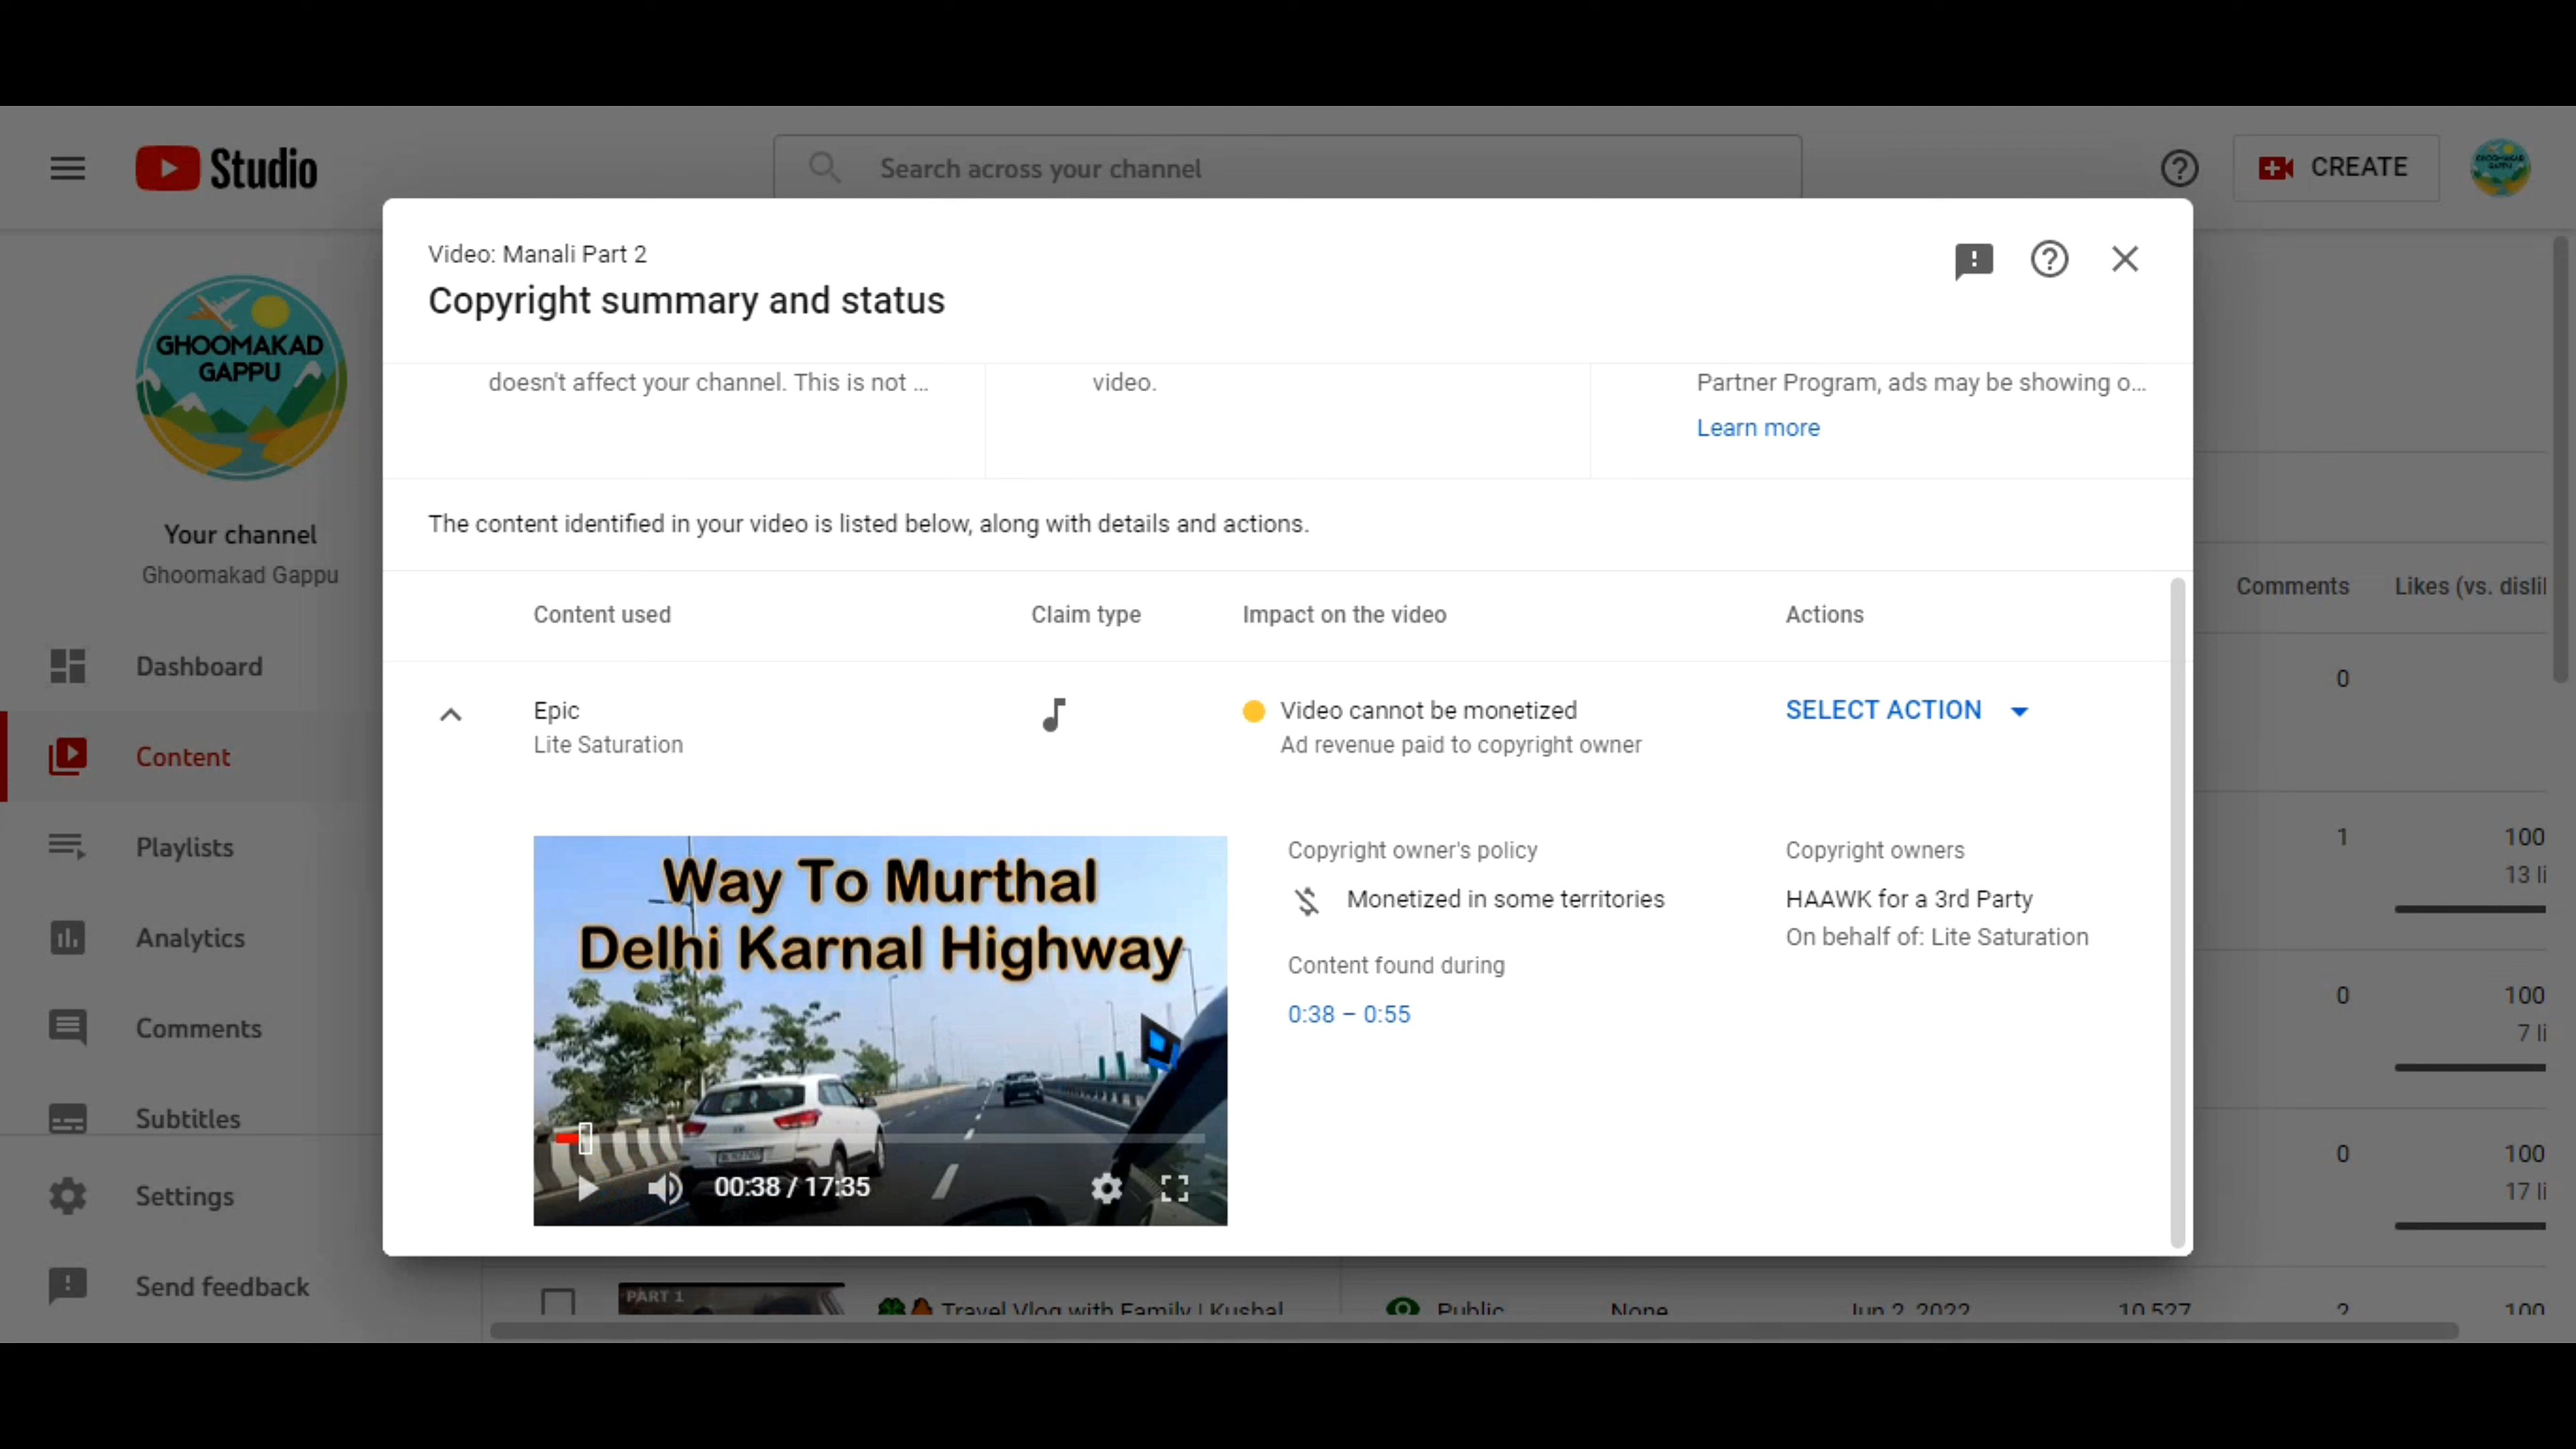 Studio
Search across your channel
CREATE
GHOOMAKAD
GAPPU
Your channel
Ghoomakad Gappu
Dashboard
Content
Playlists
Analytics
Comments
Subtitles
Settings
Send feedback
Video: Manali Part 2
Copyright summary and status
doesn't affect your channel. This is not ...
video.
Partner Program, ads may be showing o...
Learn more
The content identified in your video is listed below, along with details and actions.
Content used
Claim type
Impact on the video
Actions
Epic
Lite Saturation
Video cannot be monetized
Ad revenue paid to copyright owner
SELECT ACTION
Way To Murthal
Delhi Karnal Highway
00:38 / 17:35
Copyright owner's policy
Monetized in some territories
Content found during
0:38 – 0:55
Copyright owners
HAAWK for a 3rd Party
On behalf of: Lite Saturation
Comments
Likes (vs. disli
0
1
100
13 li
0
100
7 li
0
100
17 li
PART 1
Travel Vlog with Family | Kushal
Public
None
Jun 2, 2022
10,527
2
100